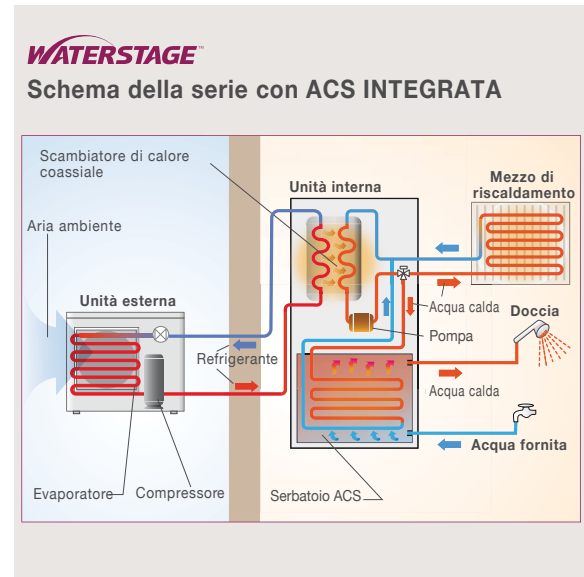 WATERSTAGE™
Schema della serie con ACS INTEGRATA
Scambiatore di calore
coassiale
Unità interna
Mezzo di
riscaldamento
Aria ambiente
Unità esterna
Acqua calda
Doccia
Pompa
Refrigerante
Acqua calda
Acqua fornita
Evaporatore
Compressore
Serbatoio ACS